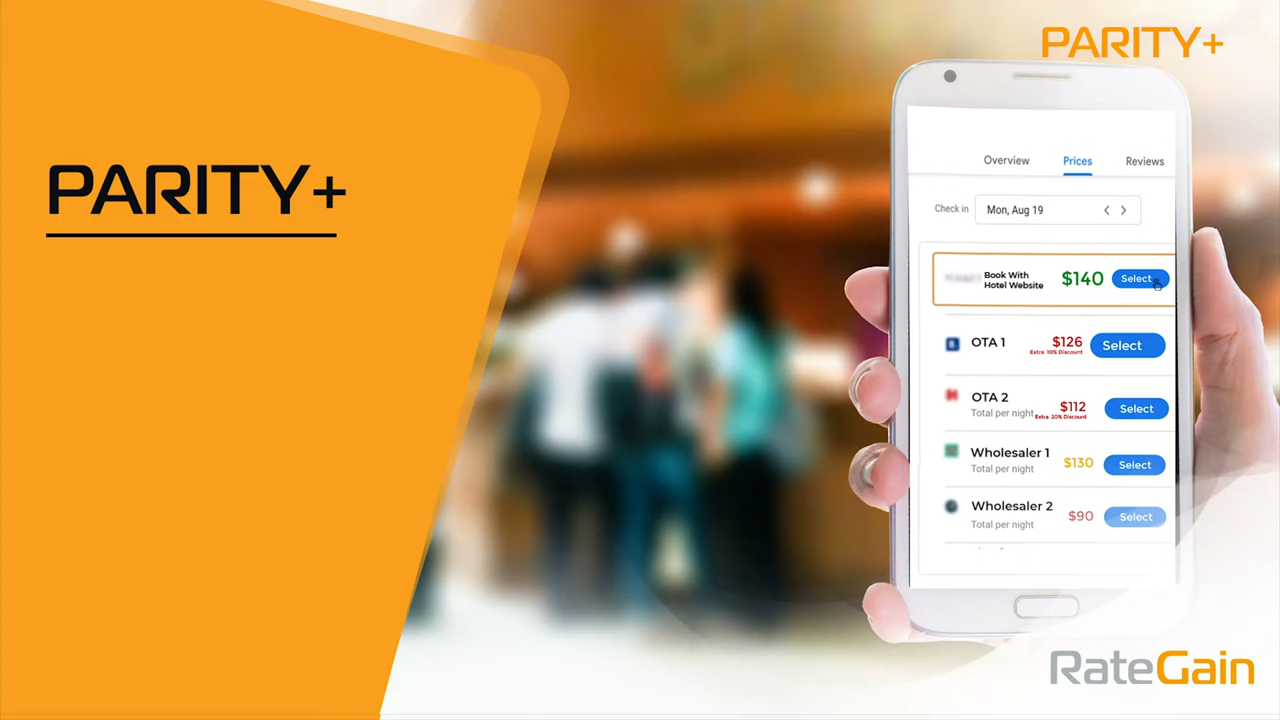 PARITY+
PARITY+
Overview Prices Reviews
Check in Mon, Aug 19
Book With
Hotel Website
$140 Select
OTA 1 $126 Select
Extra 10% Discount
OTA 2 $112 Select
Total per night Extra 20% Discount
Wholesaler 1 $130 Select
Total per night
Wholesaler 2 $90 Select
Total per night
RateGain